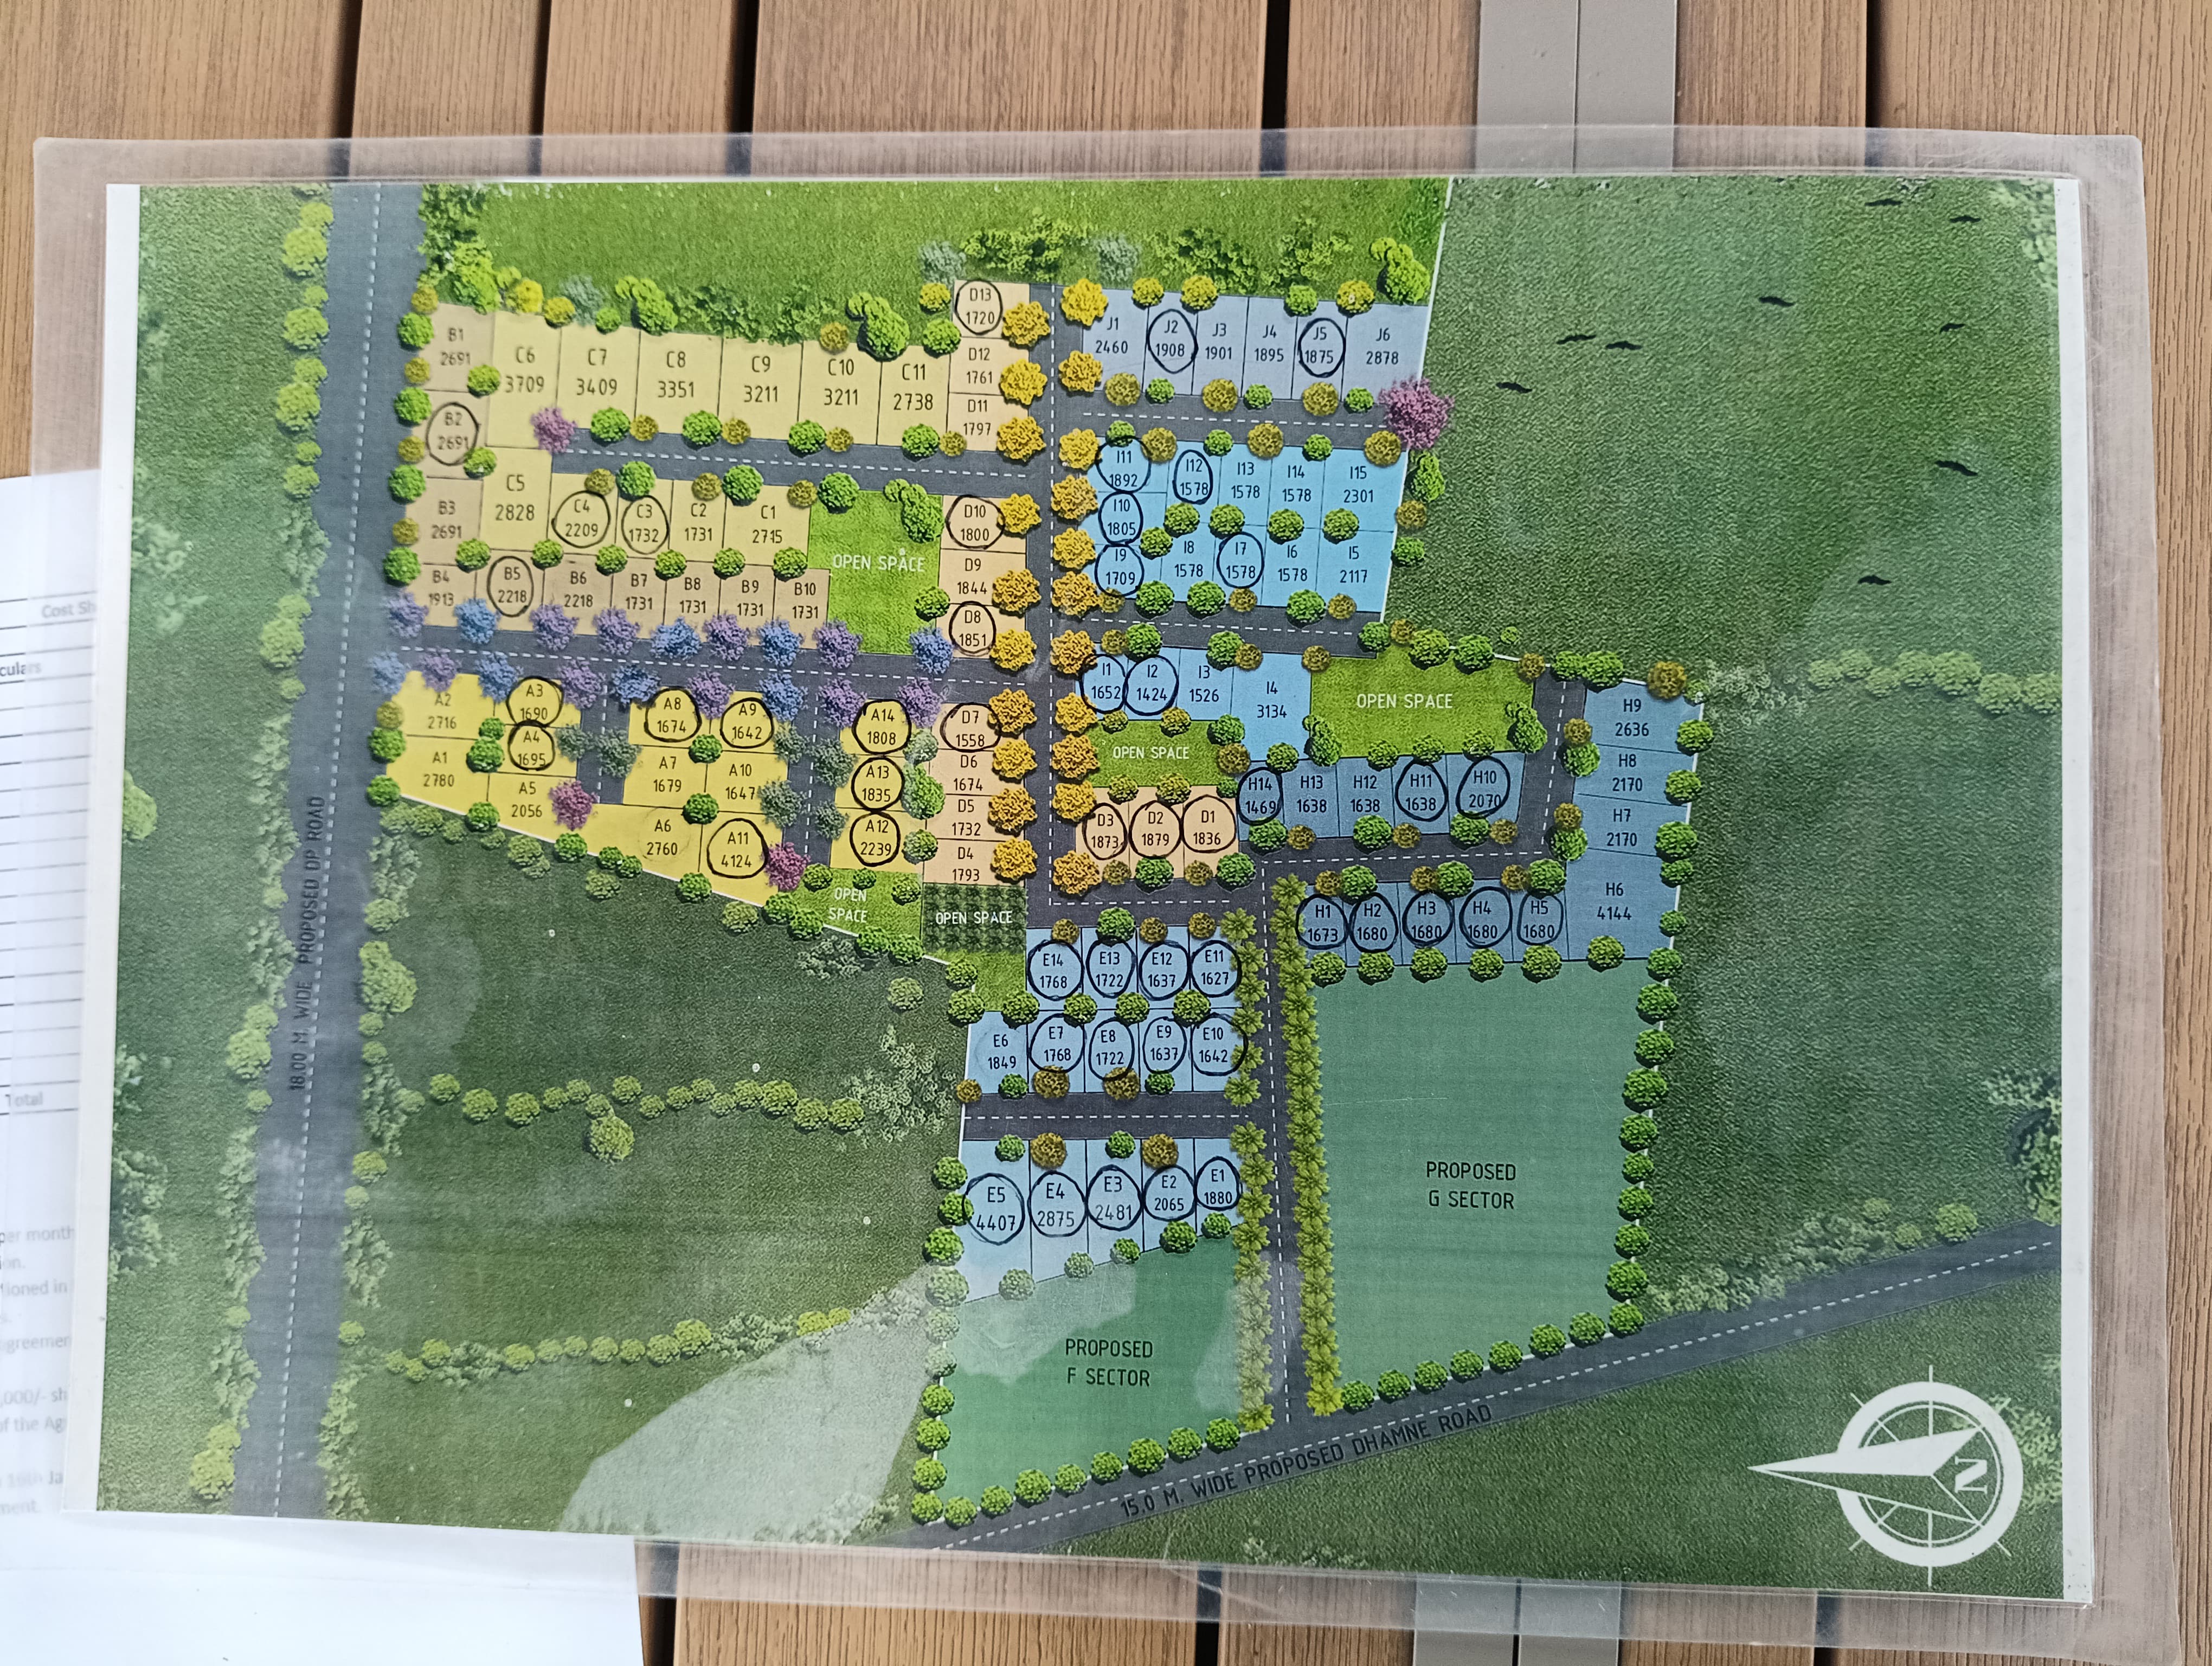 D13
1720
D12
1761
D11
1797
J1
2460
J2
1908
J3
1901
J4
1895
J5
1875
J6
2878
B1
2691
C6
3709
C7
3409
C8
3351
C9
3211
C10
3211
C11
2738
B2
2691
B3
2691
C5
2828
C4
2209
C3
1732
C2
1731
C1
2715
OPEN SPACE
D10
1800
D9
1844
D8
1851
I11
1892
I12
1578
I13
1578
I14
1578
I15
2301
I10
1805
I9
1709
I8
1578
I7
1578
I6
1578
I5
2117
B4
1913
B5
2218
B6
2218
B7
1731
B8
1731
B9
1731
B10
1731
A2
2716
A3
1690
A4
1695
A1
2780
A5
2056
A8
1674
A9
1642
A7
1679
A10
1647
A6
2760
A11
4124
A14
1808
A13
1835
A12
2239
D7
1558
D6
1674
D5
1732
D4
1793
OPEN
SPACE
OPEN SPACE
I1
1652
I2
1424
I3
1526
I4
3134
OPEN SPACE
OPEN SPACE
D3
1873
D2
1879
D1
1836
H14
1469
H13
1638
H12
1638
H11
1638
H10
2070
H9
2636
H8
2170
H7
2170
H6
4144
H1
1673
H2
1680
H3
1680
H4
1680
H5
1680
E14
1768
E13
1722
E12
1637
E11
1627
E6
1849
E7
1768
E8
1722
E9
1637
E10
1642
E5
4407
E4
2875
E3
2481
E2
2065
E1
1880
PROPOSED
G SECTOR
PROPOSED
F SECTOR
18.00 M. WIDE PROPOSED DP ROAD
15.0 M. WIDE PROPOSED DHAMNE ROAD
N
Cost
Total
per month
in
,000/-
of the